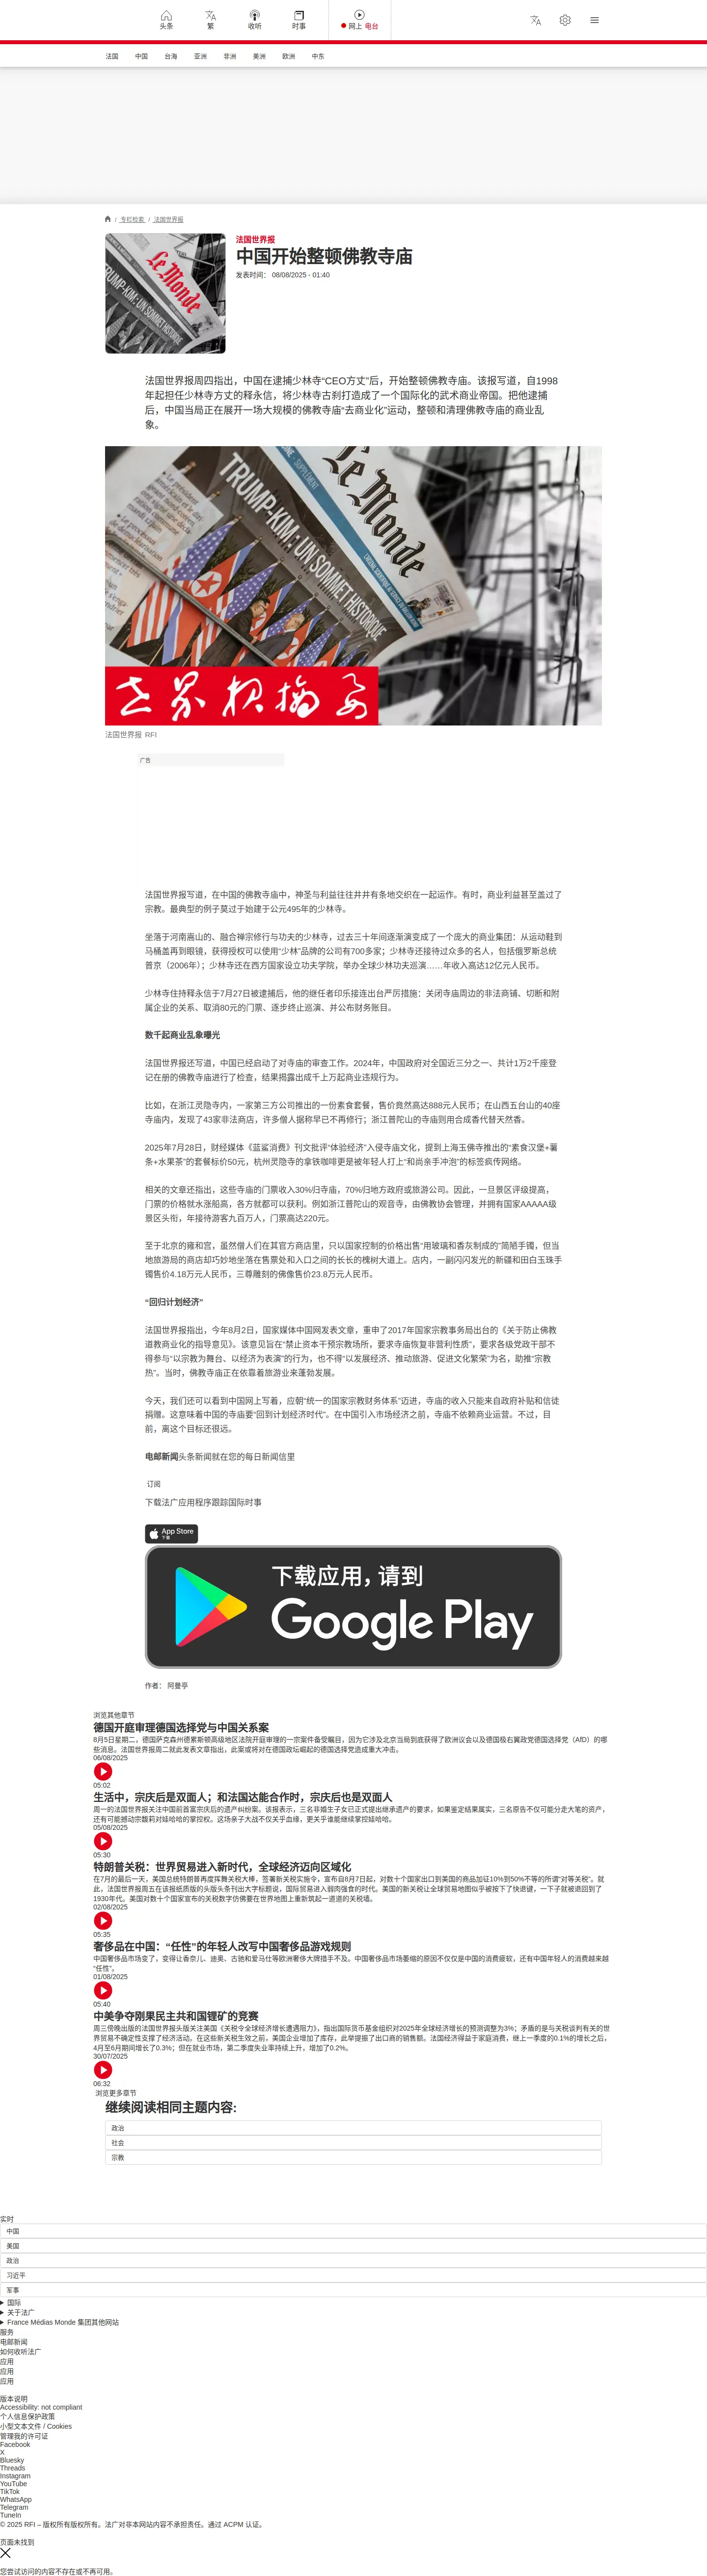 头条
繁
收听
时事
网上 电台
法国
中国
台海
亚洲
非洲
美洲
欧洲
中东
/ 专栏检索 / 法国世界报
法国世界报
中国开始整顿佛教寺庙
发表时间： 08/08/2025 - 01:40
Le Monde
TRUMP-KIM : UN SOMMET HISTORIQUE
法国世界报周四指出，中国在逮捕少林寺“CEO方丈”后，开始整顿佛教寺庙。该报写道，自1998
年起担任少林寺方丈的释永信，将少林寺古刹打造成了一个国际化的武术商业帝国。把他逮捕
后，中国当局正在展开一场大规模的佛教寺庙“去商业化”运动，整顿和清理佛教寺庙的商业乱
象。
Le Monde
TRUMP-KIM : UN SOMMET HISTORIQUE
世界报摘要
法国世界报 RFI
广告
法国世界报写道，在中国的佛教寺庙中，神圣与利益往往井井有条地交织在一起运作。有时，商业利益甚至盖过了
宗教。最典型的例子莫过于始建于公元495年的少林寺。
坐落于河南嵩山的、融合禅宗修行与功夫的少林寺，过去三十年间逐渐演变成了一个庞大的商业集团：从运动鞋到
马桶盖再到眼镜，获得授权可以使用“少林”品牌的公司有700多家；少林寺还接待过众多的名人，包括俄罗斯总统
普京（2006年）；少林寺还在西方国家设立功夫学院，举办全球少林功夫巡演……年收入高达12亿元人民币。
少林寺住持释永信于7月27日被逮捕后，他的继任者印乐接连出台严厉措施：关闭寺庙周边的非法商铺、切断和附
属企业的关系、取消80元的门票、逐步终止巡演、并公布财务账目。
数千起商业乱象曝光
法国世界报还写道，中国已经启动了对寺庙的审查工作。2024年，中国政府对全国近三分之一、共计1万2千座登
记在册的佛教寺庙进行了检查，结果揭露出成千上万起商业违规行为。
比如，在浙江灵隐寺内，一家第三方公司推出的一份素食套餐，售价竟然高达888元人民币；在山西五台山的40座
寺庙内，发现了43家非法商店，许多僧人据称早已不再修行；浙江普陀山的寺庙则用合成香代替天然香。
2025年7月28日，财经媒体《蓝鲨消费》刊文批评“体验经济”入侵寺庙文化，提到上海玉佛寺推出的“素食汉堡+薯
条+水果茶”的套餐标价50元，杭州灵隐寺的拿铁咖啡更是被年轻人打上“和尚亲手冲泡”的标签疯传网络。
相关的文章还指出，这些寺庙的门票收入30%归寺庙，70%归地方政府或旅游公司。因此，一旦景区评级提高，
门票的价格就水涨船高，各方就都可以获利。例如浙江普陀山的观音寺，由佛教协会管理，并拥有国家AAAAA级
景区头衔，年接待游客九百万人，门票高达220元。
至于北京的雍和宫，虽然僧人们在其官方商店里，只以国家控制的价格出售“用玻璃和香灰制成的”简陋手镯，但当
地旅游局的商店却巧妙地坐落在售票处和入口之间的长长的槐树大道上。店内，一副闪闪发光的新疆和田白玉珠手
镯售价4.18万元人民币，三尊雕刻的佛像售价23.8万元人民币。
“回归计划经济”
法国世界报指出，今年8月2日，国家媒体中国网发表文章，重申了2017年国家宗教事务局出台的《关于防止佛教
道教商业化的指导意见》。该意见旨在“禁止资本干预宗教场所，要求寺庙恢复非营利性质”，要求各级党政干部不
得参与“以宗教为舞台、以经济为表演”的行为，也不得“以发展经济、推动旅游、促进文化繁荣”为名，助推“宗教
热”。当时，佛教寺庙正在依靠着旅游业来蓬勃发展。
今天，我们还可以看到中国网上写着，应朝“统一的国家宗教财务体系”迈进，寺庙的收入只能来自政府补贴和信徒
捐赠。这意味着中国的寺庙要“回到计划经济时代”。在中国引入市场经济之前，寺庙不依赖商业运营。不过，目
前，离这个目标还很远。
电邮新闻头条新闻就在您的每日新闻信里
订阅
下载法广应用程序跟踪国际时事
App Store
下载
下载应用，请到
Google Play
作者： 阿曼亭
浏览其他章节
德国开庭审理德国选择党与中国关系案
8月5日星期二，德国萨克森州德累斯顿高级地区法院开庭审理的一宗案件备受瞩目，因为它涉及北京当局到底获得了欧洲议会以及德国极右翼政党德国选择党（AfD）的哪
些消息。法国世界报周二就此发表文章指出，此案或将对在德国政坛崛起的德国选择党造成重大冲击。
06/08/2025
05:02
生活中，宗庆后是双面人；和法国达能合作时，宗庆后也是双面人
周一的法国世界报关注中国前首富宗庆后的遗产纠纷案。该报表示，三名非婚生子女已正式提出继承遗产的要求，如果鉴定结果属实，三名原告不仅可能分走大笔的资产，
还有可能撼动宗馥莉对娃哈哈的掌控权。这场亲子大战不仅关乎血缘，更关乎谁能继续掌控娃哈哈。
05/08/2025
05:30
特朗普关税：世界贸易进入新时代，全球经济迈向区域化
在7月的最后一天，美国总统特朗普再度挥舞关税大棒，签署新关税实施令，宣布自8月7日起，对数十个国家出口到美国的商品加征10%到50%不等的所谓“对等关税”。就
此，法国世界报周五在该报纸质版的头版头条刊出大字标题说，国际贸易进入弱肉强食的时代。美国的新关税让全球贸易地图似乎被按下了快退键，一下子就被退回到了
1930年代。美国对数十个国家宣布的关税数字仿佛要在世界地图上重新筑起一道道的关税墙。
02/08/2025
05:35
奢侈品在中国：“任性”的年轻人改写中国奢侈品游戏规则
中国奢侈品市场变了，变得让香奈儿、迪奥、古驰和爱马仕等欧洲奢侈大牌措手不及。中国奢侈品市场萎缩的原因不仅仅是中国的消费疲软，还有中国年轻人的消费越来越
“任性”。
01/08/2025
05:40
中美争夺刚果民主共和国锂矿的竞赛
周三傍晚出版的法国世界报头版关注美国《关税令全球经济增长遭遇阻力》，指出国际货币基金组织对2025年全球经济增长的预测调整为3%；矛盾的是与关税谈判有关的世
界贸易不确定性支撑了经济活动。在这些新关税生效之前，美国企业增加了库存，此举提振了出口商的销售额。法国经济得益于家庭消费，继上一季度的0.1%的增长之后，
4月至6月期间增长了0.3%；但在就业市场，第二季度失业率持续上升，增加了0.2%。
30/07/2025
06:32
浏览更多章节
继续阅读相同主题内容:
政治
社会
宗教
实时
中国
美国
政治
习近平
军事
国际
关于法广
France Médias Monde 集团其他网站
服务
电邮新闻
如何收听法广
应用
应用
应用
版本说明
Accessibility: not compliant
个人信息保护政策
小型文本文件 / Cookies
管理我的许可证
Facebook
X
Bluesky
Threads
Instagram
YouTube
TikTok
WhatsApp
Telegram
TuneIn
© 2025 RFI – 版权所有版权所有。法广对非本网站内容不承担责任。通过 ACPM 认证。
页面未找到
您尝试访问的内容不存在或不再可用。